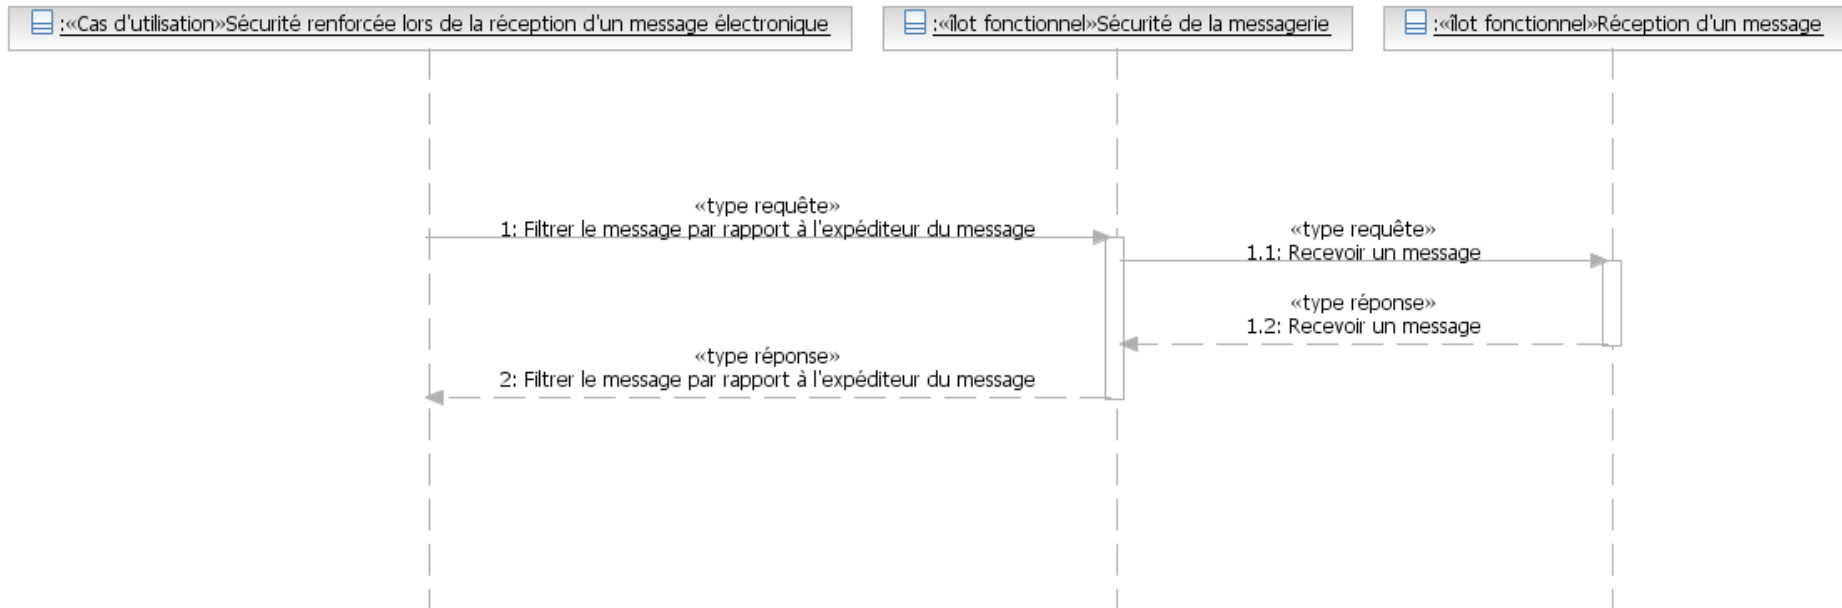 :«Cas d'utilisation»Sécurité renforcée lors de la réception d'un message électronique
:«îlot fonctionnel»Sécurité de la messagerie
:«îlot fonctionnel»Réception d'un message
«type requête»
1: Filtrer le message par rapport à l'expéditeur du message
«type requête»
1.1: Recevoir un message
«type réponse»
1.2: Recevoir un message
«type réponse»
2: Filtrer le message par rapport à l'expéditeur du message